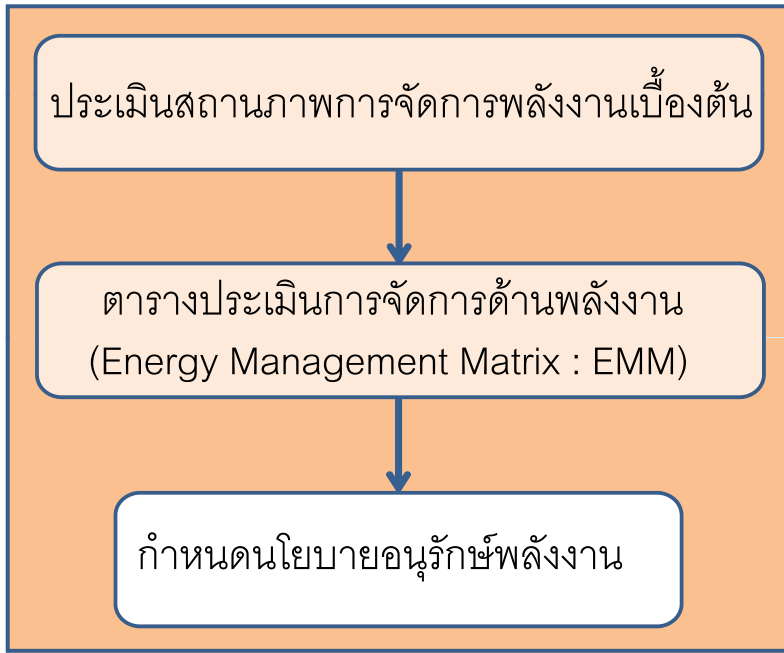 ประเมินสถานภาพการจัดการพลังงานเบื้องต้น
ตารางประเมินการจัดการด้านพลังงาน
(Energy Management Matrix : EMM)
กำหนดนโยบายอนุรักษ์พลังงาน